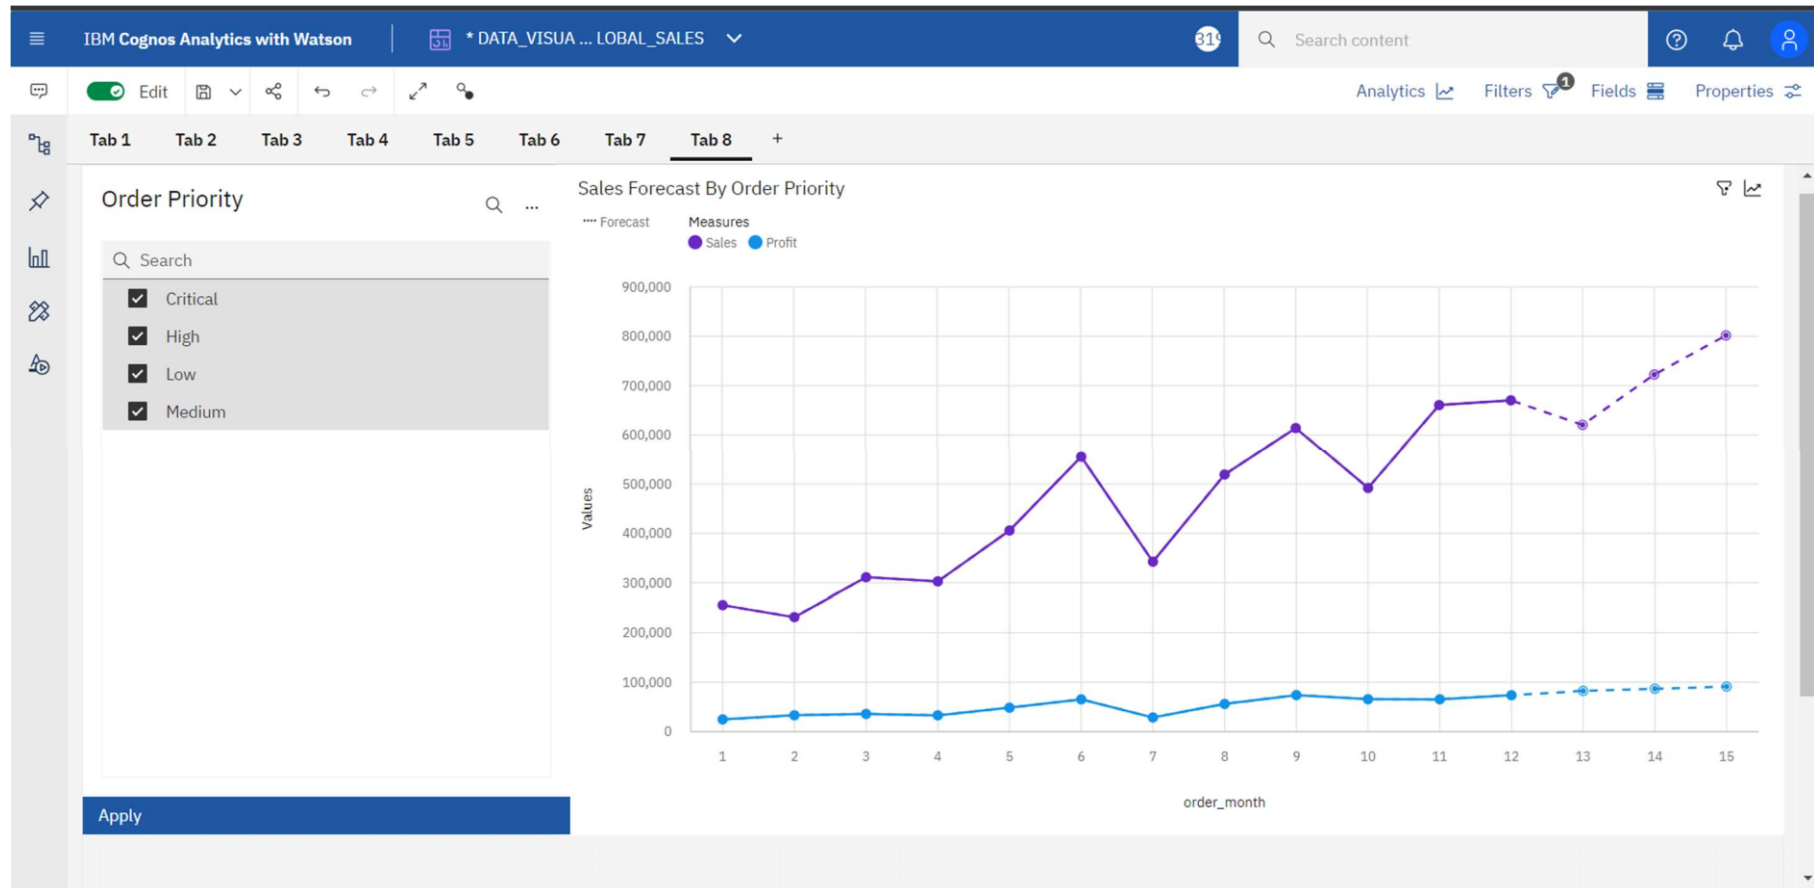 IBM Cognos Analytics with Watson
* DATA_VISUA ... LOBAL_SALES
Search content
Edit
Analytics
Filters 1
Fields
Properties
Tab 1 Tab 2 Tab 3 Tab 4 Tab 5 Tab 6 Tab 7 Tab 8 +
Order Priority
...
Search
Critical
High
Low
Medium
Apply
Sales Forecast By Order Priority
Forecast
Measures
Sales Profit
900,000
800,000
700,000
600,000
500,000
400,000
300,000
200,000
100,000
0
Values
1 2 3 4 5 6 7 8 9 10 11 12 13 14 15
order_month